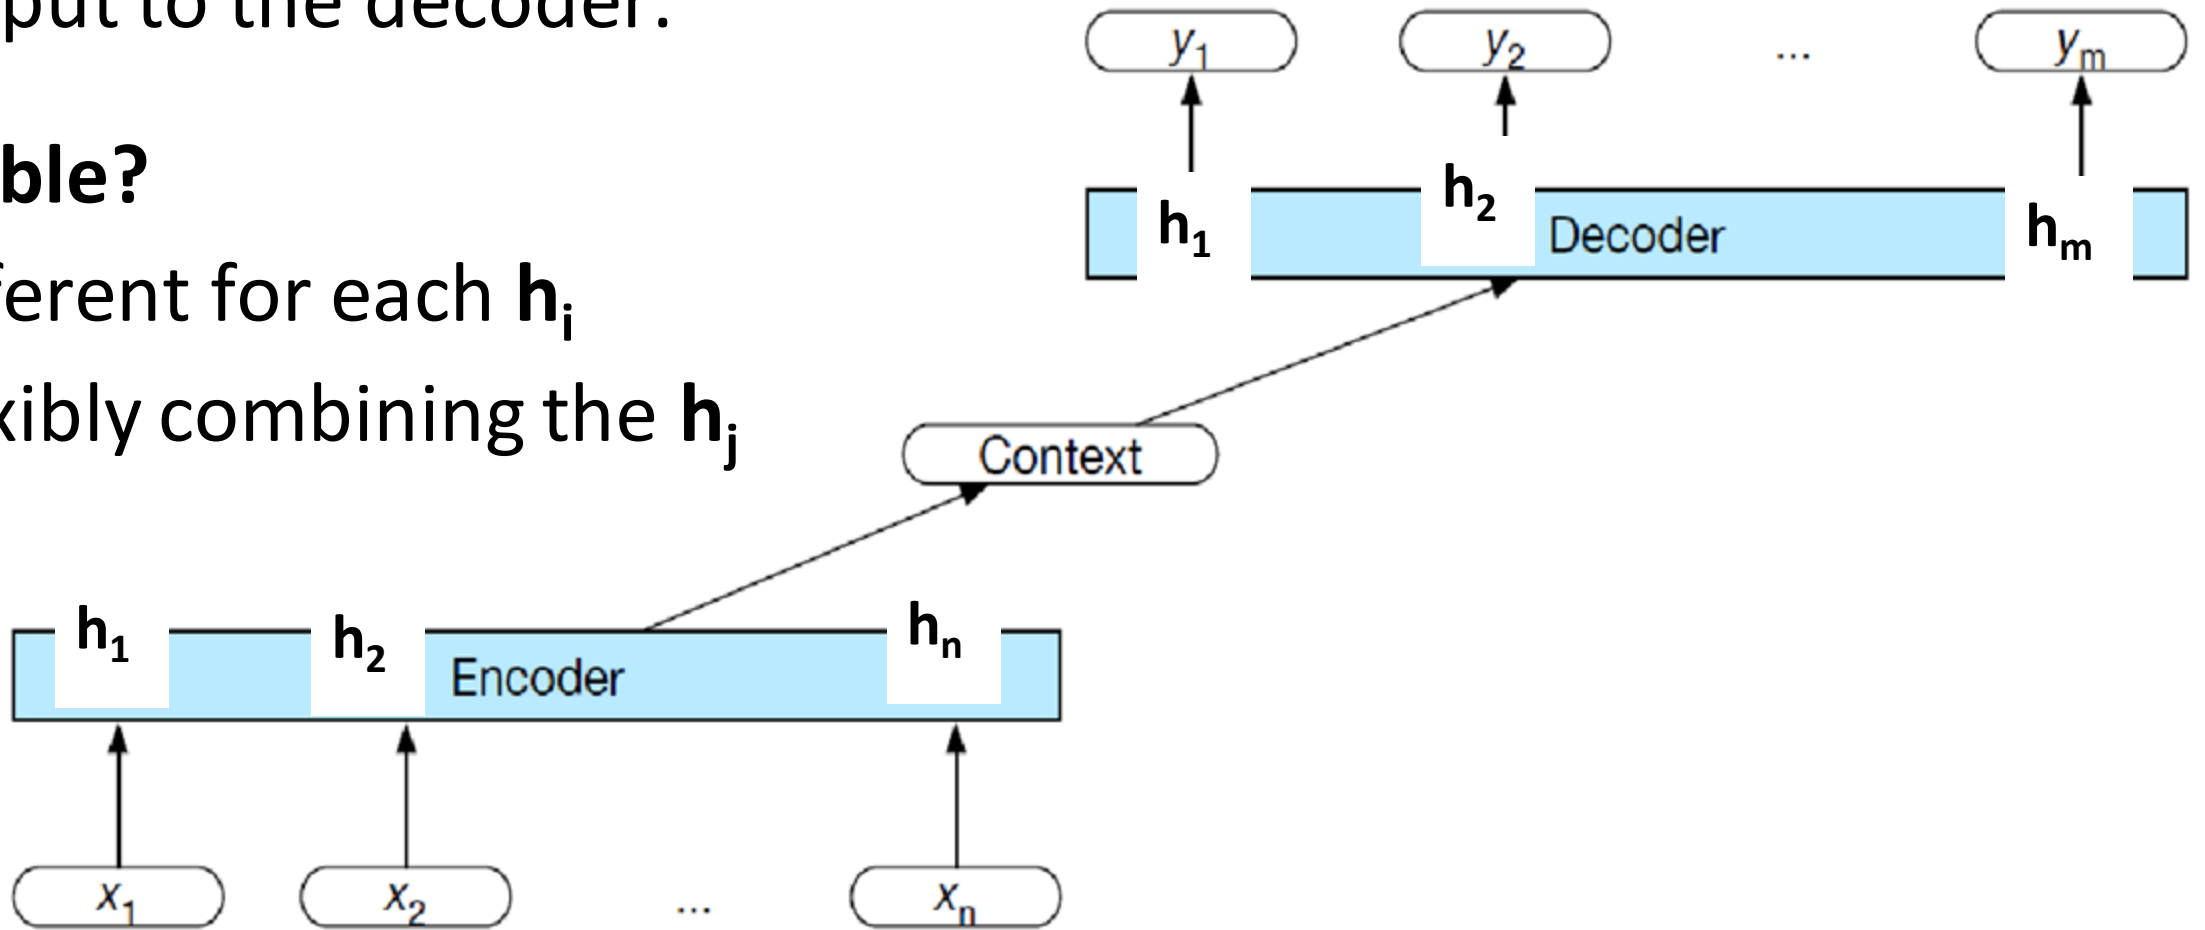 put to the decoder.
ble?
ferent for each hi
xibly combining the hj
y1 y2 ... ym
h1 h2 Decoder hm
Context
h1 h2 Encoder hn
x1 x2 ... xn